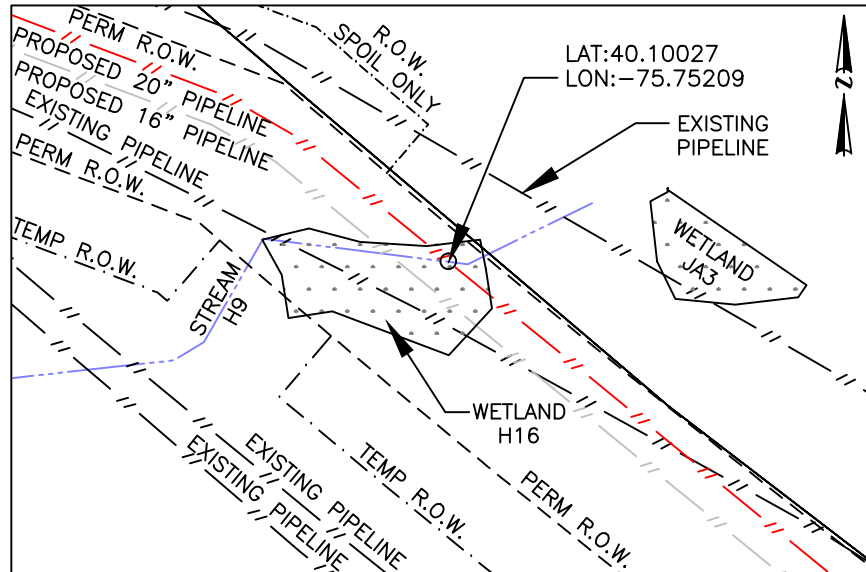 PERM R.O.W.
R.O.W.
SPOIL ONLY
PROPOSED 20” PIPELINE
PROPOSED 16” PIPELINE
EXISTING PIPELINE
PERM R.O.W.
TEMP R.O.W.
LAT:40.10027
LON:-75.75209
EXISTING
PIPELINE
N
WETLAND
JA3
STREAM
H9
WETLAND
H16
EXISTING PIPELINE
EXISTING PIPELINE
TEMP R.O.W.
PERM R.O.W.